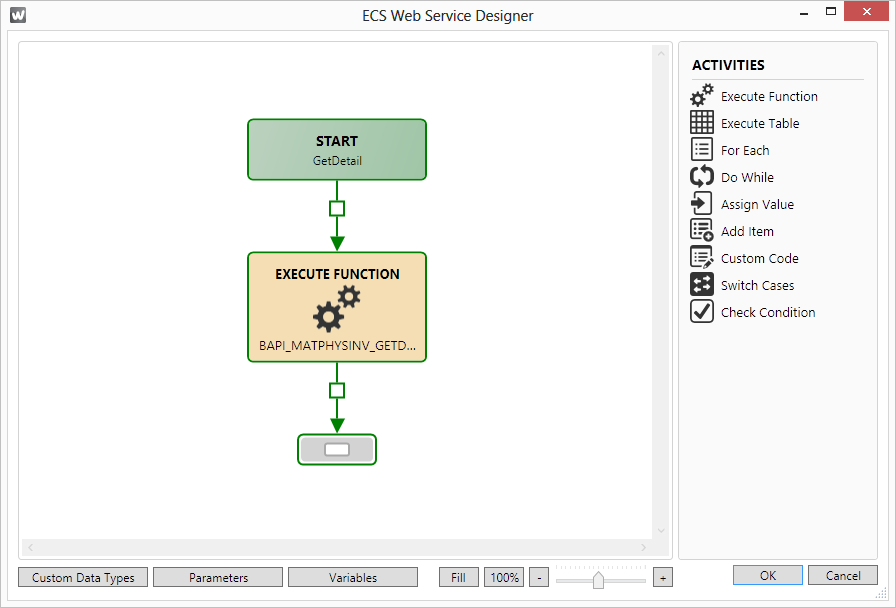 W
ECS Web Service Designer
START
GetDetail
EXECUTE FUNCTION
BAPI_MATPHYSINV_GETD...
ACTIVITIES
Execute Function
Execute Table
For Each
Do While
Assign Value
Add Item
Custom Code
Switch Cases
Check Condition
Custom Data Types
Parameters
Variables
Fill
100%
-
+
OK
Cancel